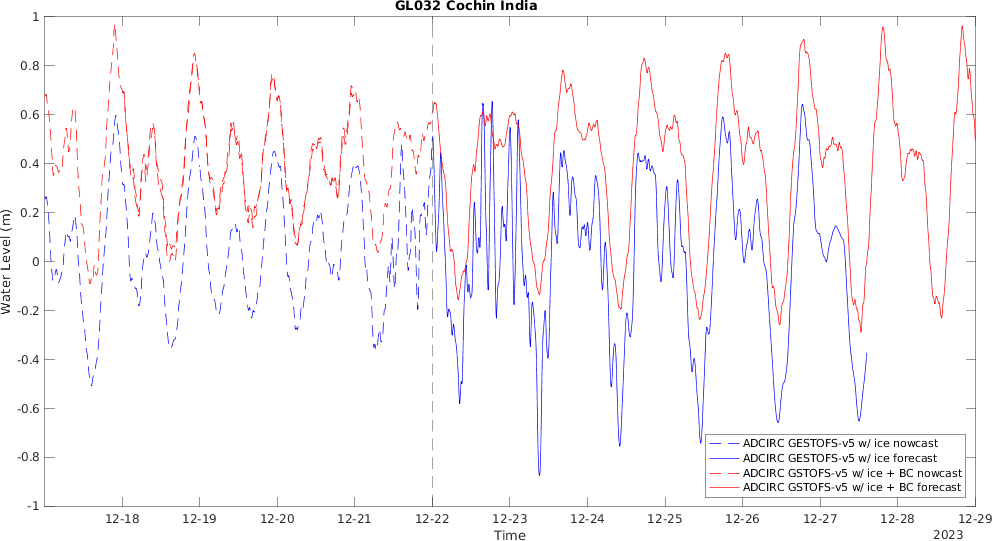 GL032 Cochin India
1
0.8
0.6
0.4
0.2
0
-0.2
-0.4
-0.6
-0.8
-1
Water Level (m)
ADCIRC GESTOFS-v5 w/ ice nowcast
ADCIRC GESTOFS-v5 w/ ice forecast
ADCIRC GSTOFS-v5 w/ ice + BC nowcast
ADCIRC GSTOFS-v5 w/ ice + BC forecast
12-18 12-19 12-20 12-21 12-22 12-23 12-24 12-25 12-26 12-27 12-28 12-29
Time 2023